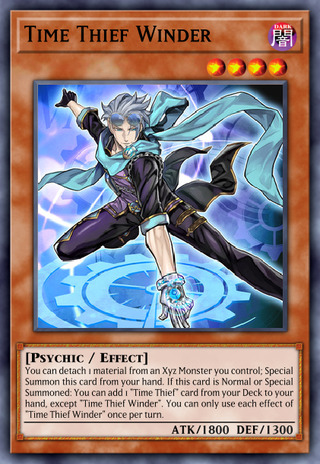 Time Thief Winder
DARK
闇
[Psychic / Effect]
You can detach 1 material from an Xyz Monster you control; Special
Summon this card from your hand. If this card is Normal or Special
Summoned: You can add 1 "Time Thief" card from your Deck to your
hand, except "Time Thief Winder". You can only use each effect of
"Time Thief Winder" once per turn.
ATK/1800 DEF/1300